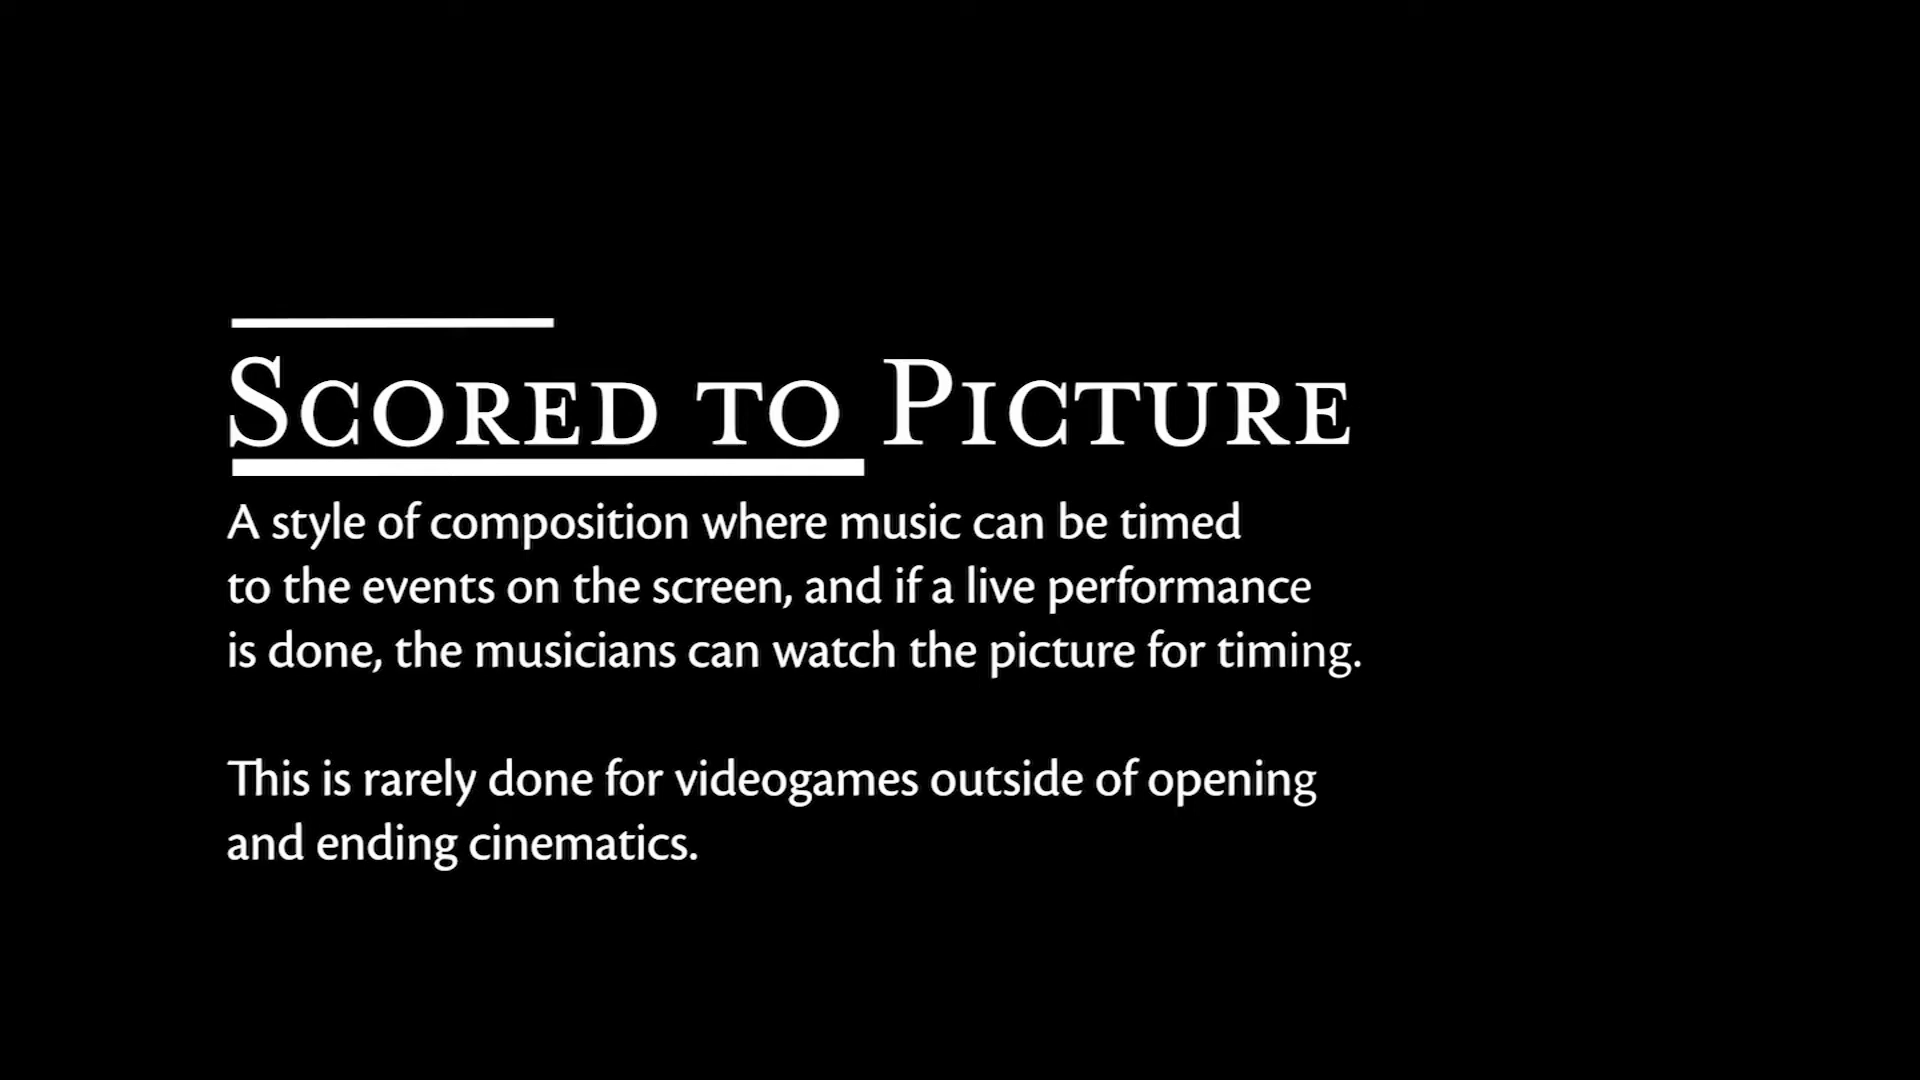 Scored to Picture
A style of composition where music can be timed
to the events on the screen, and if a live performance
is done, the musicians can watch the picture for timing.
This is rarely done for videogames outside of opening
and ending cinematics.